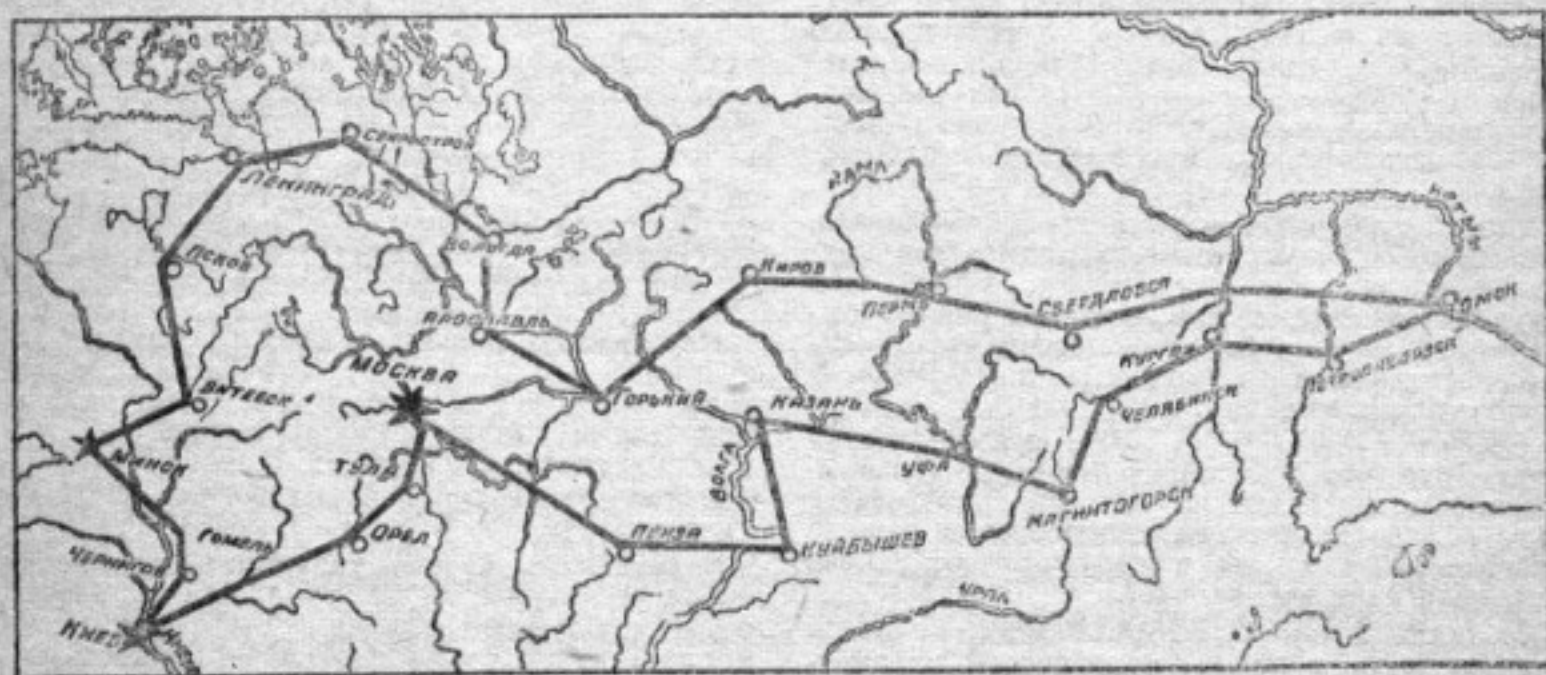 СВИРЬСТРОЙ
ЛЕНИНГРАД
ВОЛОГДА
КАМА
ИРТЫШ
ПСКОВ
КИРОВ
ПЕРМЬ
СВЕРДЛОВСК
ОМСК
ЯРОСЛАВЛЬ
КУРГАН
ПЕТРОПАВЛОВСК
МОСКВА
ВИТЕБСК
ГОРЬКИЙ
КАЗАНЬ
ЧЕЛЯБИНСК
МИНСК
ТУЛА
ВОЛГА
УФА
МАГНИТОГОРСК
ГОМЕЛЬ
ОРЕЛ
ПЕНЗА
КУЙБЫШЕВ
ЧЕРНИГОВ
УРАЛ
КИЕВ